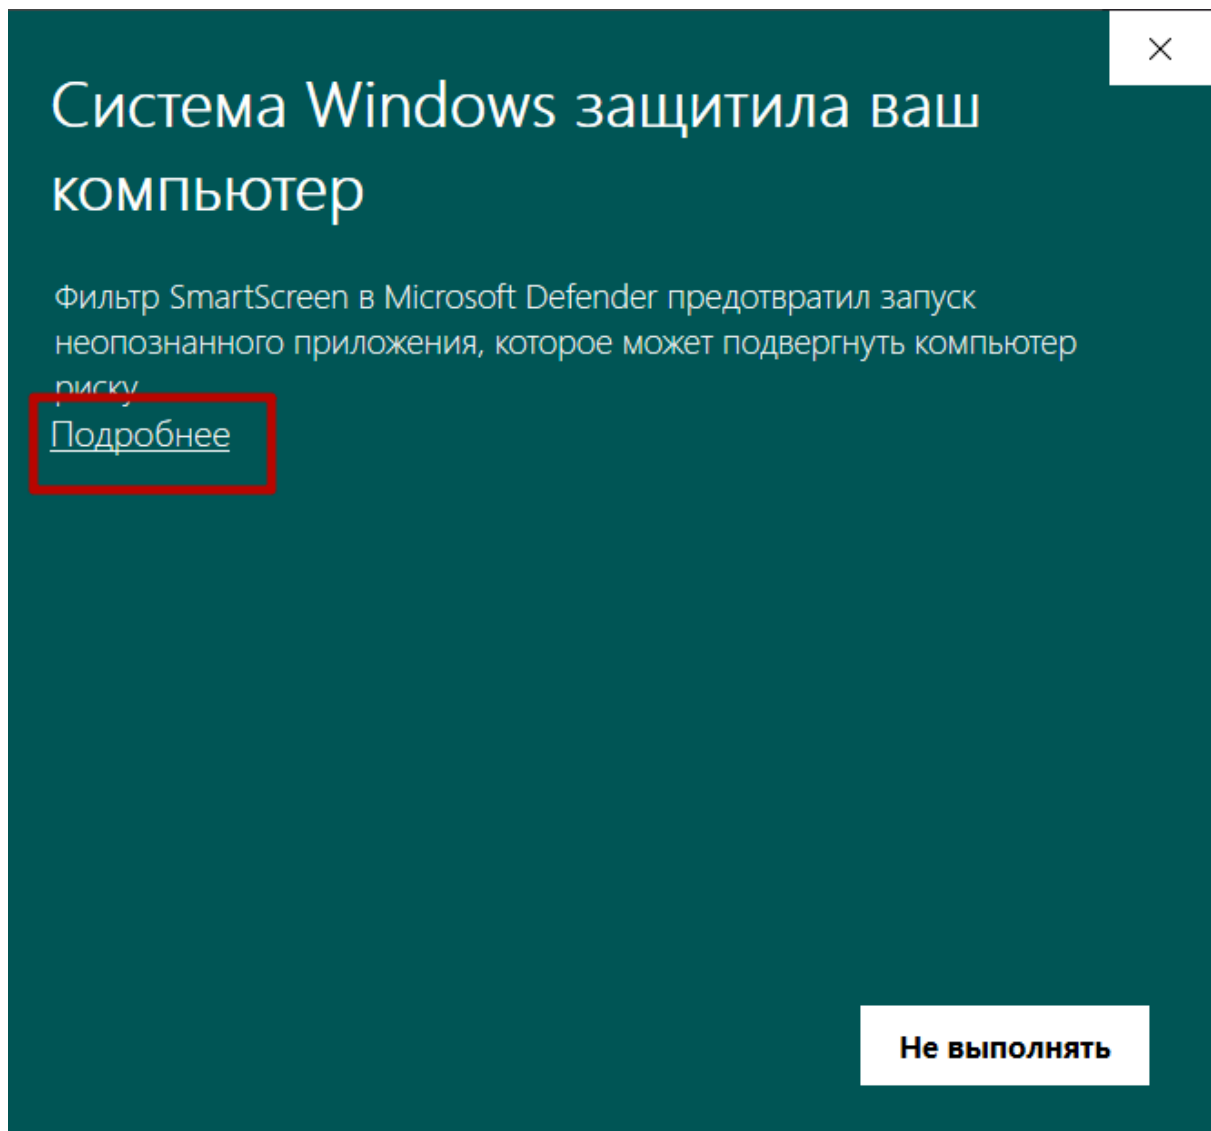 Система Windows защитила ваш
компьютер
Фильтр SmartScreen в Microsoft Defender предотвратил запуск
неопознанного приложения, которое может подвергнуть компьютер
риску
Подробнее
Не выполнять